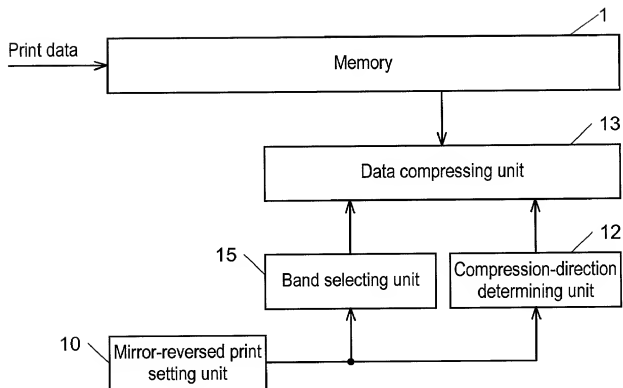 1
Print data
Memory
13
Data compressing unit
12
15
Band selecting unit
Compression-direction
determining unit
10
Mirror-reversed print
setting unit